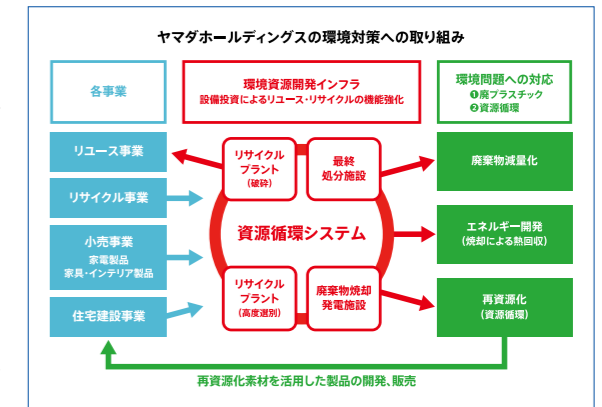 ヤマダホールディングスの環境対策への取り組み
各事業
環境資源開発インフラ
設備投資によるリユース・リサイクルの機能強化
環境問題への対応
❶廃プラスチック
❷資源循環
リユース事業
リサイクル事業
小売事業
家電製品
家具・インテリア製品
住宅建設事業
リサイクル
プラント
(破砕)
最終
処分施設
資源循環システム
リサイクル
プラント
(高度選別)
廃棄物焼却
発電施設
廃棄物減量化
エネルギー開発
(焼却による熱回収)
再資源化
(資源循環)
再資源化素材を活用した製品の開発、販売